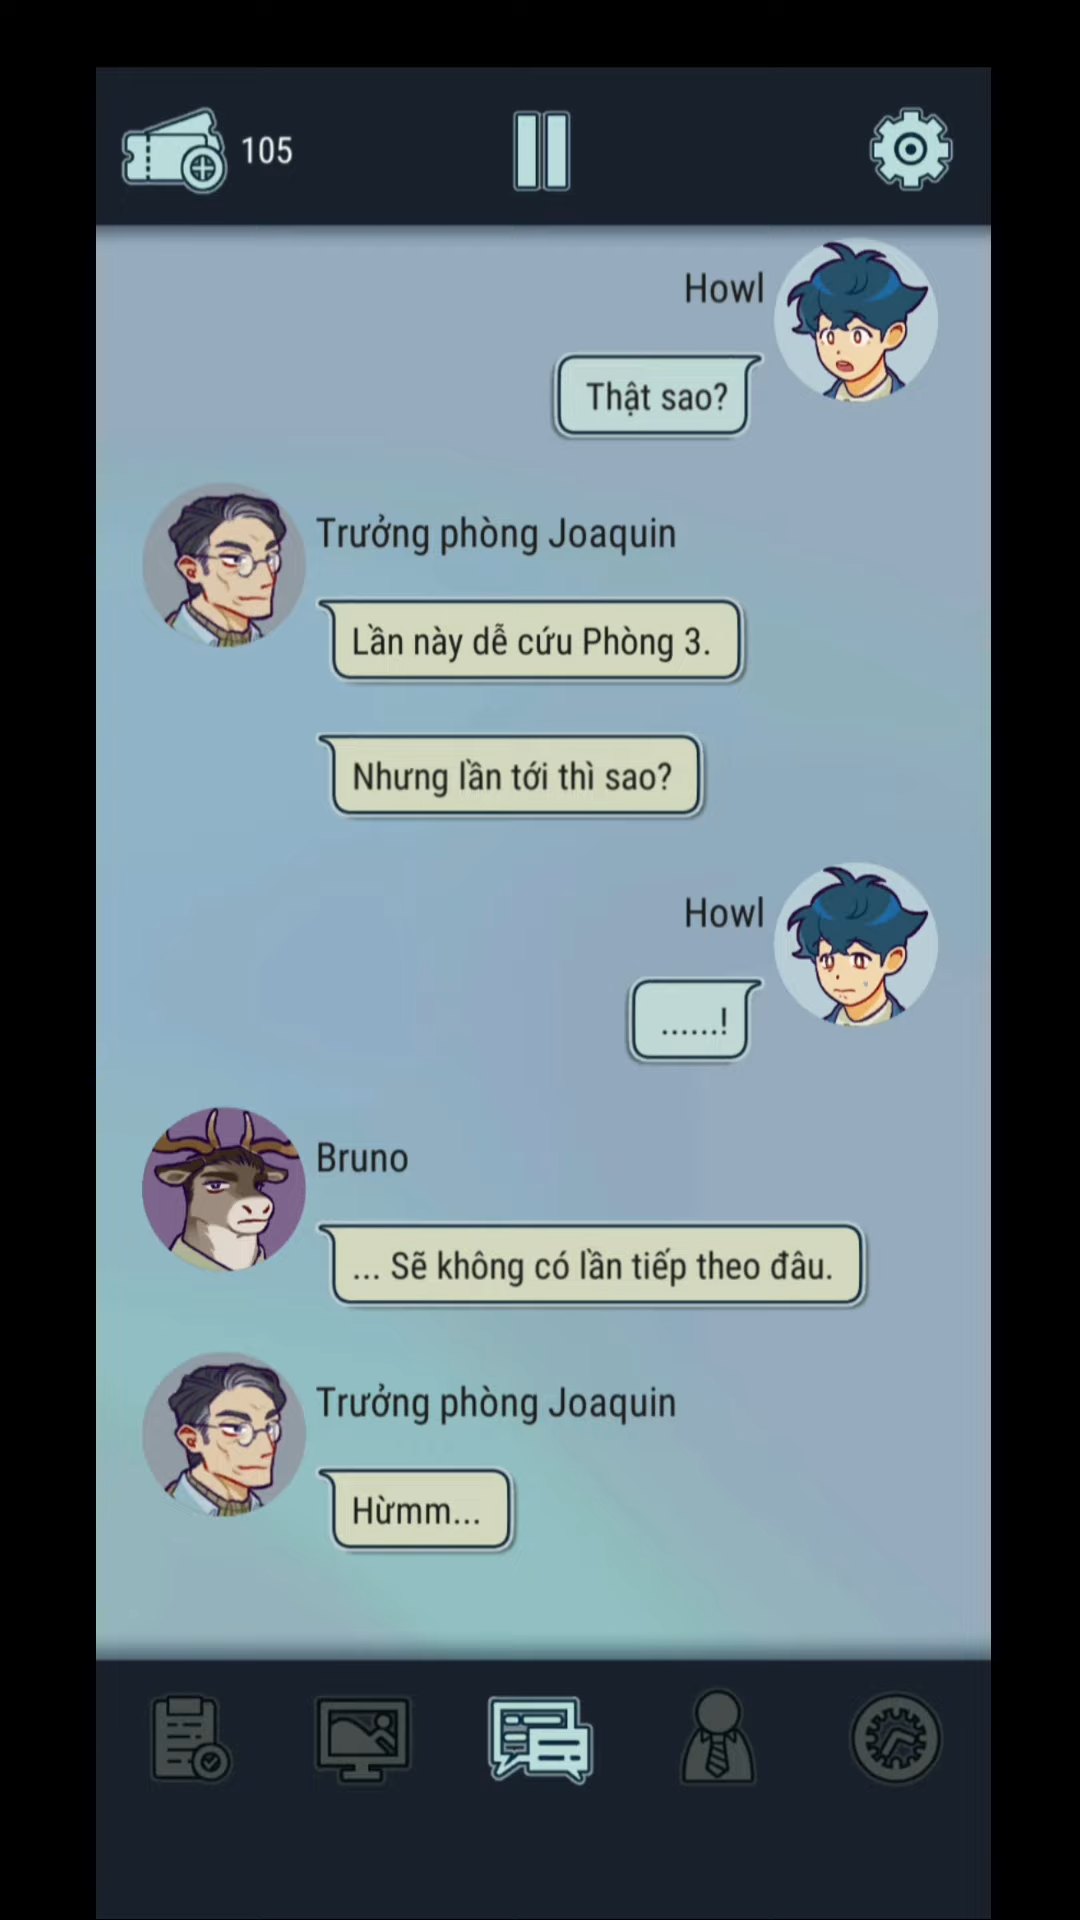 105
Howl
Thật sao?
Trưởng phòng Joaquin
Lần này dễ cứu Phòng 3.
Nhưng lần tới thì sao?
Howl
......!
Bruno
... Sẽ không có lần tiếp theo đâu.
Trưởng phòng Joaquin
Hừmm...